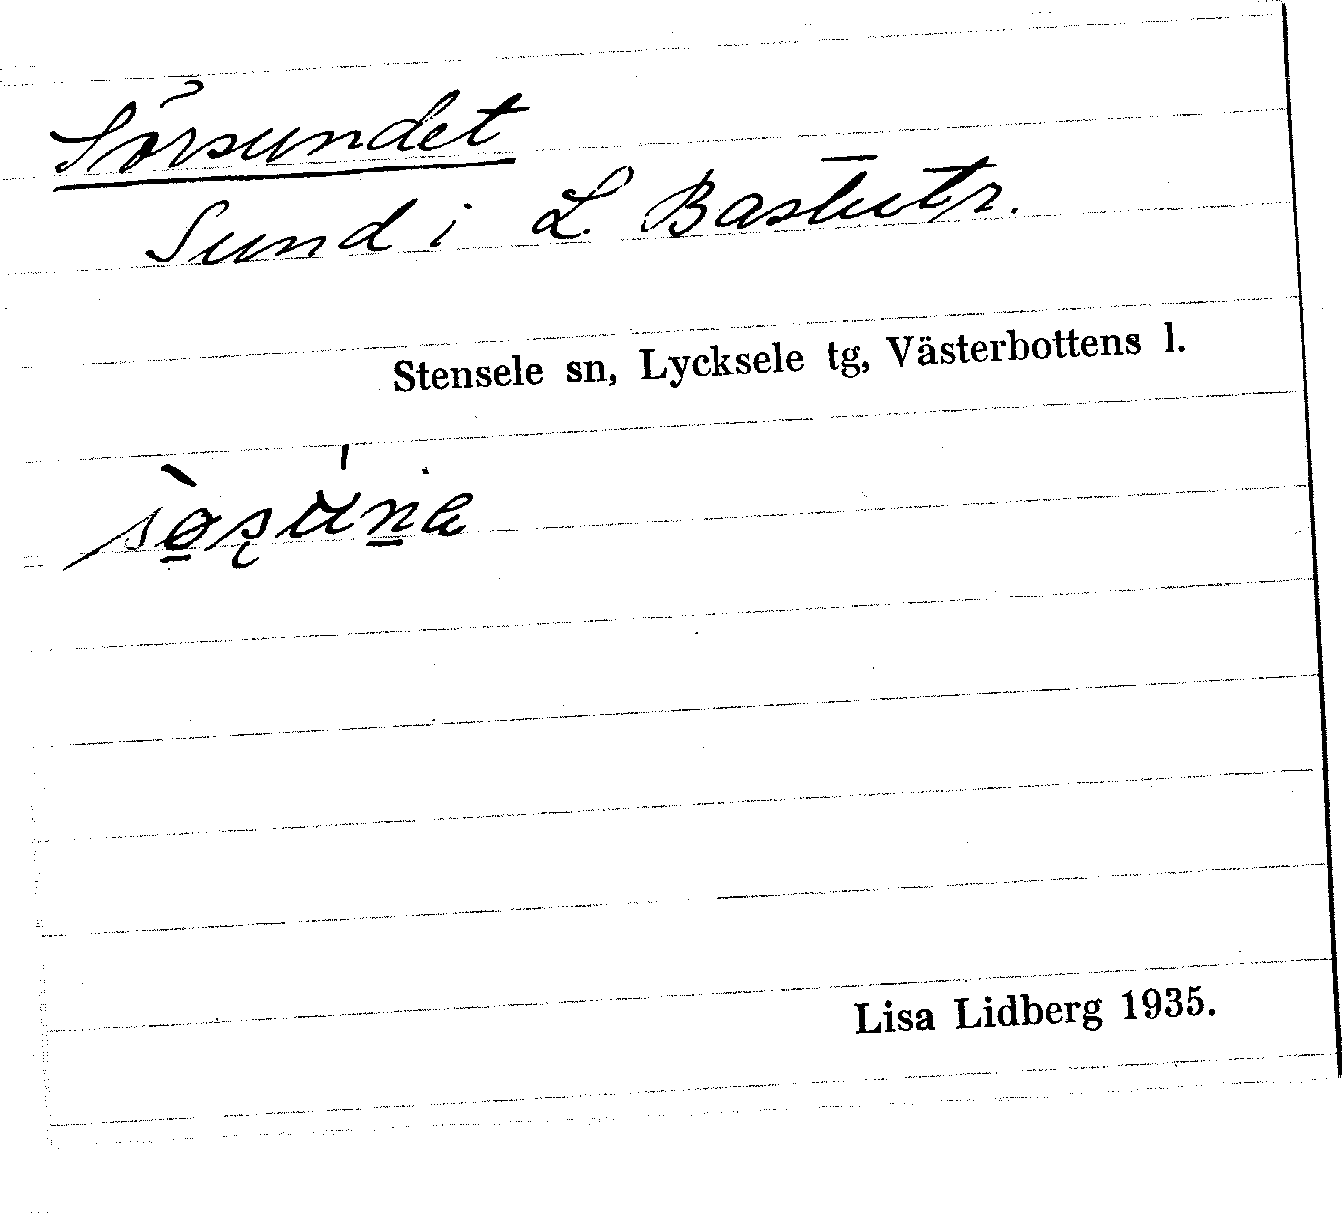 Sörsundet
Sund i L. Bastutr.
Stensele sn, Lycksele tg, Västerbottens l.
Lisa Lidberg 1935.